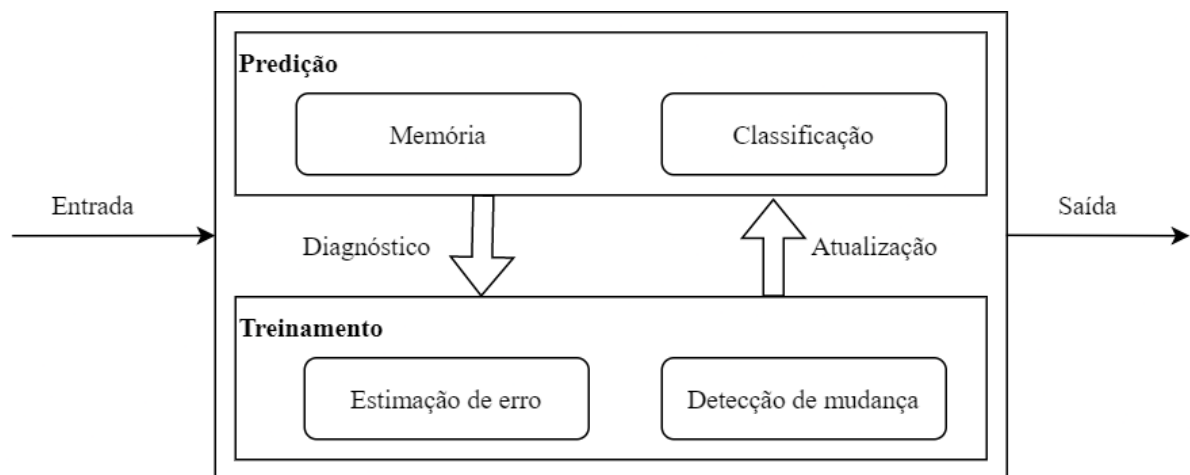 Predição
Memória
Classificação
Entrada
Saída
Diagnóstico
Atualização
Treinamento
Estimação de erro
Detecção de mudança